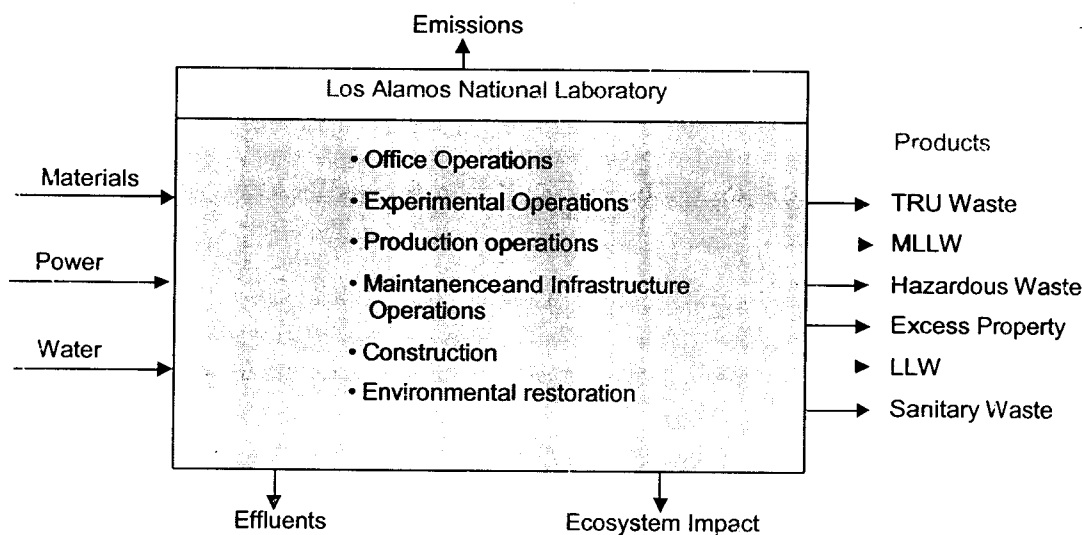 Emissions
Los Alamos National Laboratory
Products
• Office Operations
Materials
• Experimental Operations
TRU Waste
• Production operations
MLLW
Power
• Maintanenceand Infrastructure
Operations
Hazardous Waste
Excess Property
Water
• Construction
LLW
• Environmental restoration
Sanitary Waste
Effluents
Ecosystem Impact